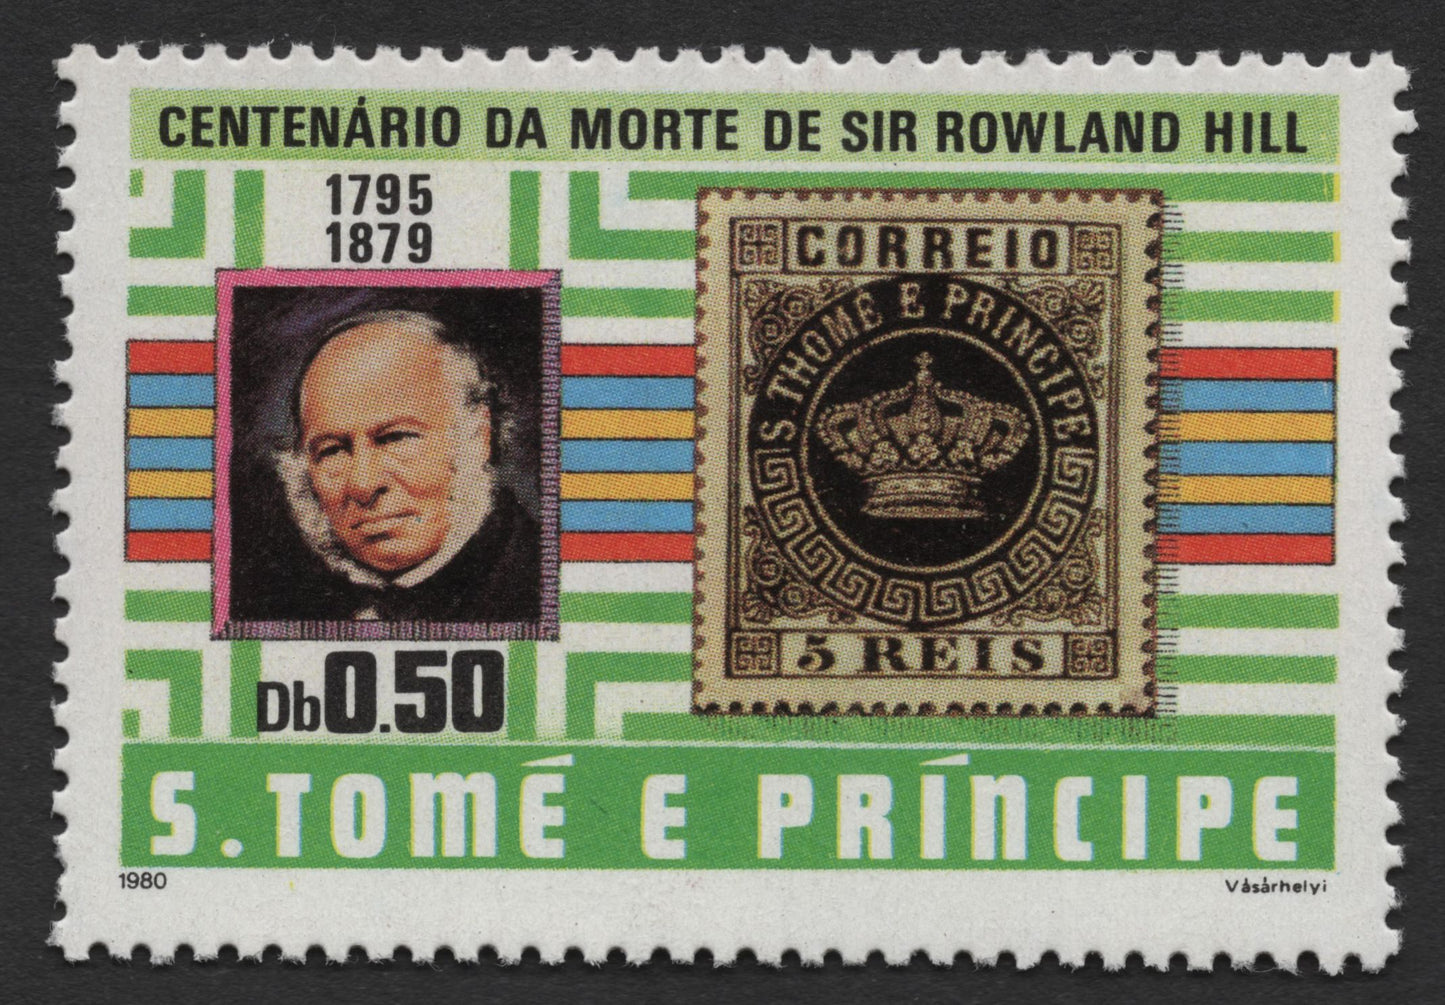 CENTENÁRIO DA MORTE DE SIR ROWLAND HILL
1795
1879
CORREIO
S. THOME E PRINCIPE
5 REIS
Db0.50
S. TOMÉ E PRÍNCIPE
1980
Vásárhelyi